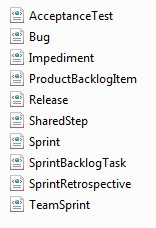 AcceptanceTest
Bug
Impediment
ProductBacklogItem
Release
SharedStep
Sprint
SprintBacklogTask
SprintRetrospective
TeamSprint